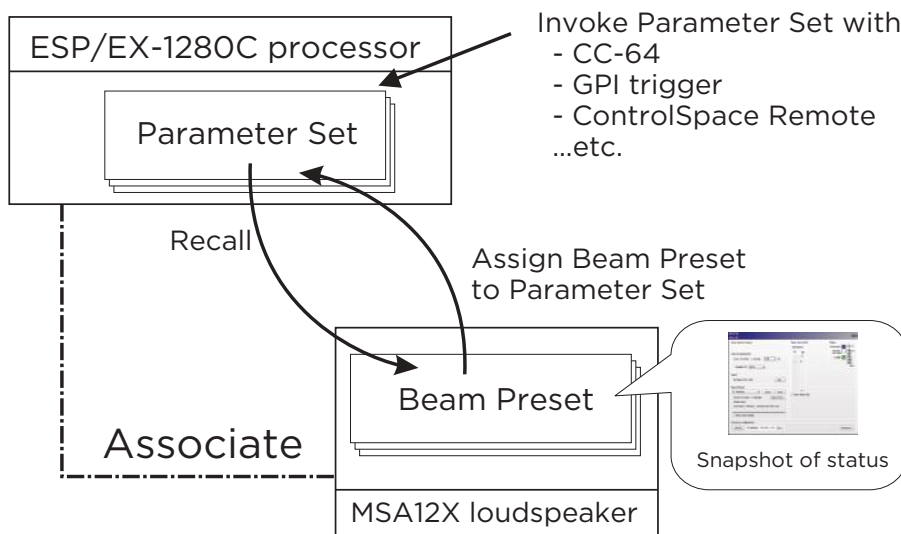 ESP/EX-1280C processor
Parameter Set
Invoke Parameter Set with
- CC-64
- GPI trigger
- ControlSpace Remote
...etc.
Recall
Assign Beam Preset
to Parameter Set
Beam Preset
Associate
Snapshot of status
MSA12X loudspeaker